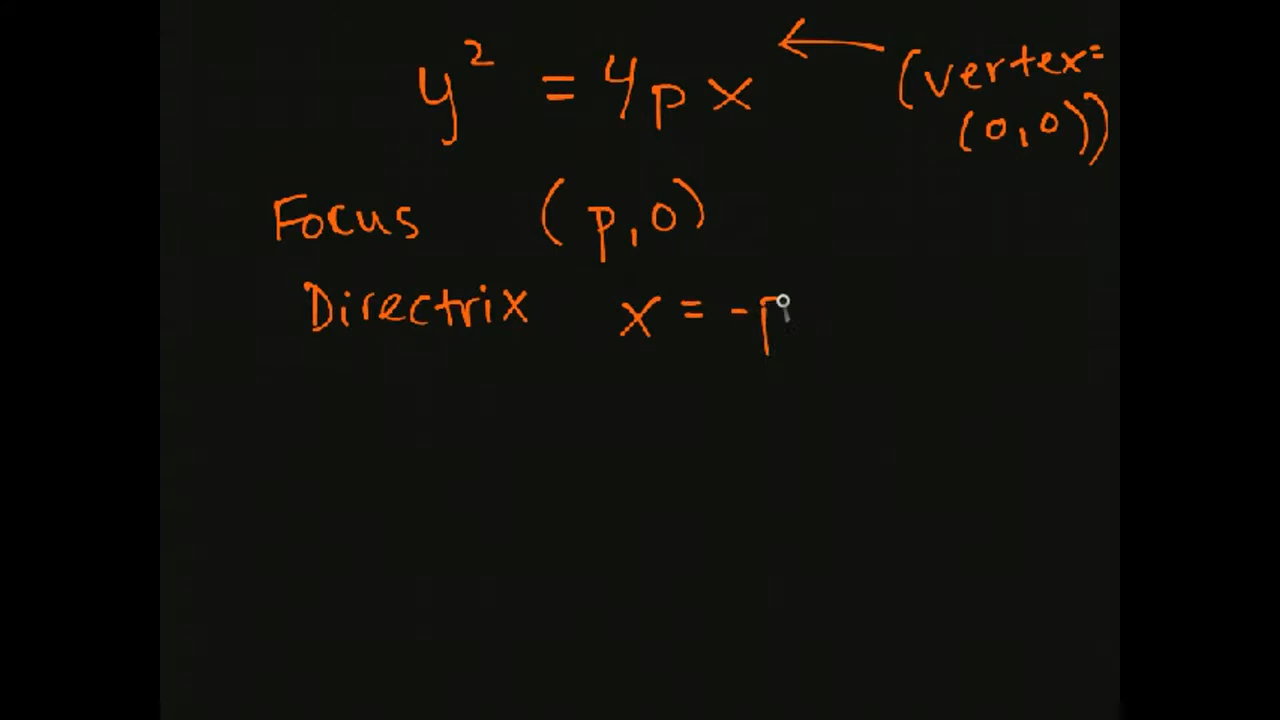 y² = 4px ← (vertex=
(0,0))
Focus (p,0)
Directrix x = -p